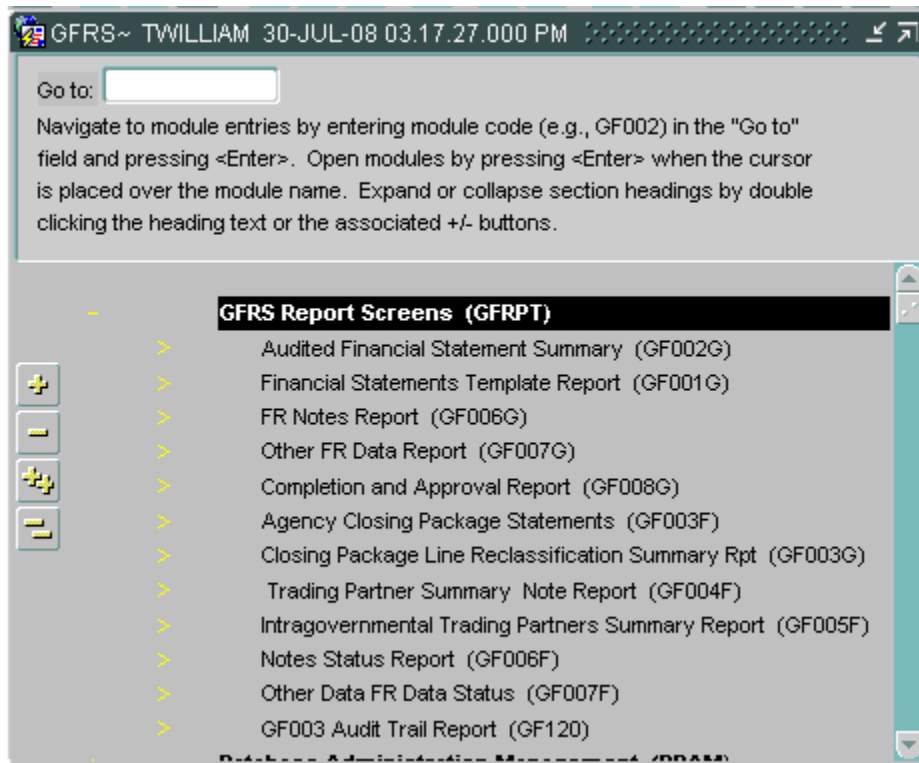 GFRS~ TWILLIAM 30-JUL-08 03.17.27.000 PM
Go to:
Navigate to module entries by entering module code (e.g., GF002) in the "Go to"
field and pressing <Enter>. Open modules by pressing <Enter> when the cursor
is placed over the module name. Expand or collapse section headings by double
clicking the heading text or the associated +/- buttons.
GFRS Report Screens (GFRPT)
Audited Financial Statement Summary (GF002G)
Financial Statements Template Report (GF001G)
FR Notes Report (GF006G)
Other FR Data Report (GF007G)
Completion and Approval Report (GF008G)
Agency Closing Package Statements (GF003F)
Closing Package Line Reclassification Summary Rpt (GF003G)
Trading Partner Summary Note Report (GF004F)
Intragovernmental Trading Partners Summary Report (GF005F)
Notes Status Report (GF006F)
Other Data FR Data Status (GF007F)
GF003 Audit Trail Report (GF120)
Database Administration Management